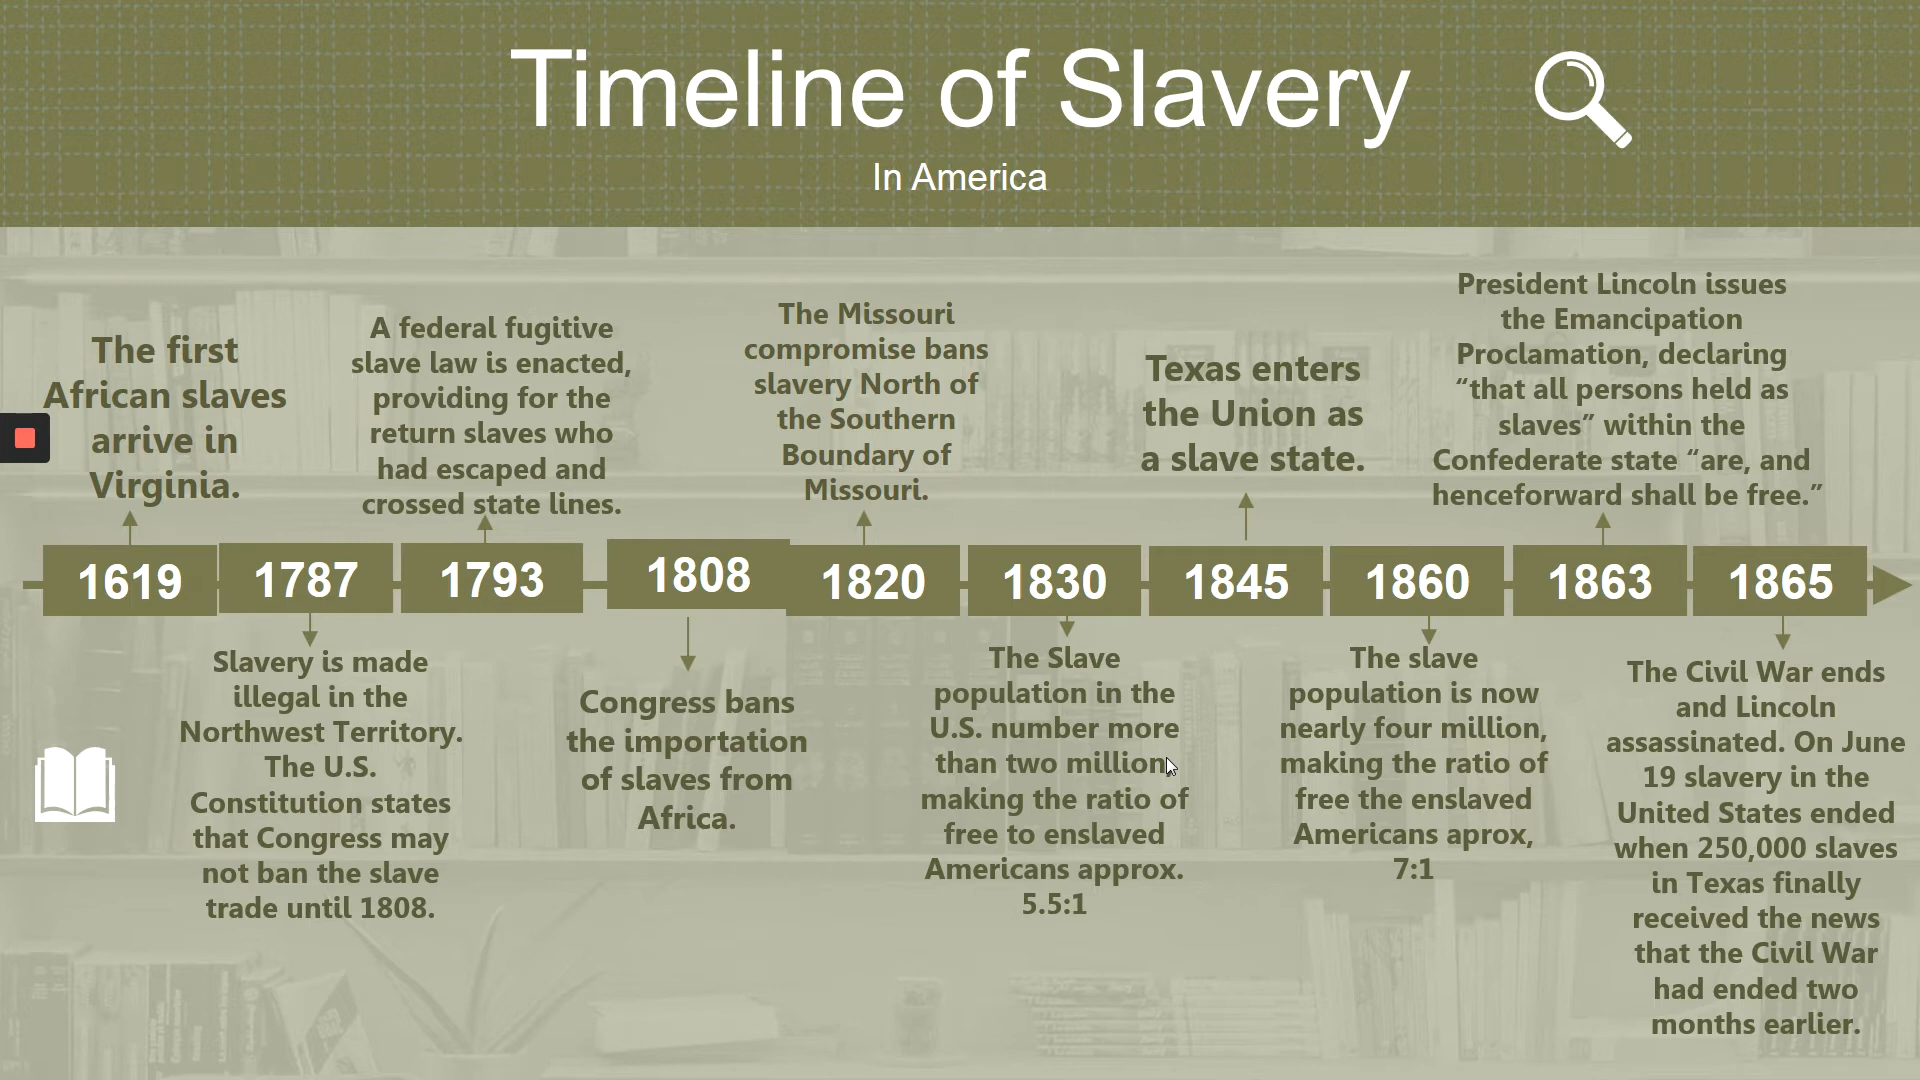 Timeline of Slavery
In America
The first
African slaves
arrive in
Virginia.
A federal fugitive
slave law is enacted,
providing for the
return slaves who
had escaped and
crossed state lines.
The Missouri
compromise bans
slavery North of
the Southern
Boundary of
Missouri.
Texas enters
the Union as
a slave state.
President Lincoln issues
the Emancipation
Proclamation, declaring
“that all persons held as
slaves” within the
Confederate state “are, and
henceforward shall be free.”
1619
1787
1793
1808
1820
1830
1845
1860
1863
1865
Slavery is made
illegal in the
Northwest Territory.
The U.S.
Constitution states
that Congress may
not ban the slave
trade until 1808.
Congress bans
the importation
of slaves from
Africa.
The Slave
population in the
U.S. number more
than two million,
making the ratio of
free to enslaved
Americans approx.
5.5:1
The slave
population is now
nearly four million,
making the ratio of
free the enslaved
Americans aprox,
7:1
The Civil War ends
and Lincoln
assassinated. On June
19 slavery in the
United States ended
when 250,000 slaves
in Texas finally
received the news
that the Civil War
had ended two
months earlier.